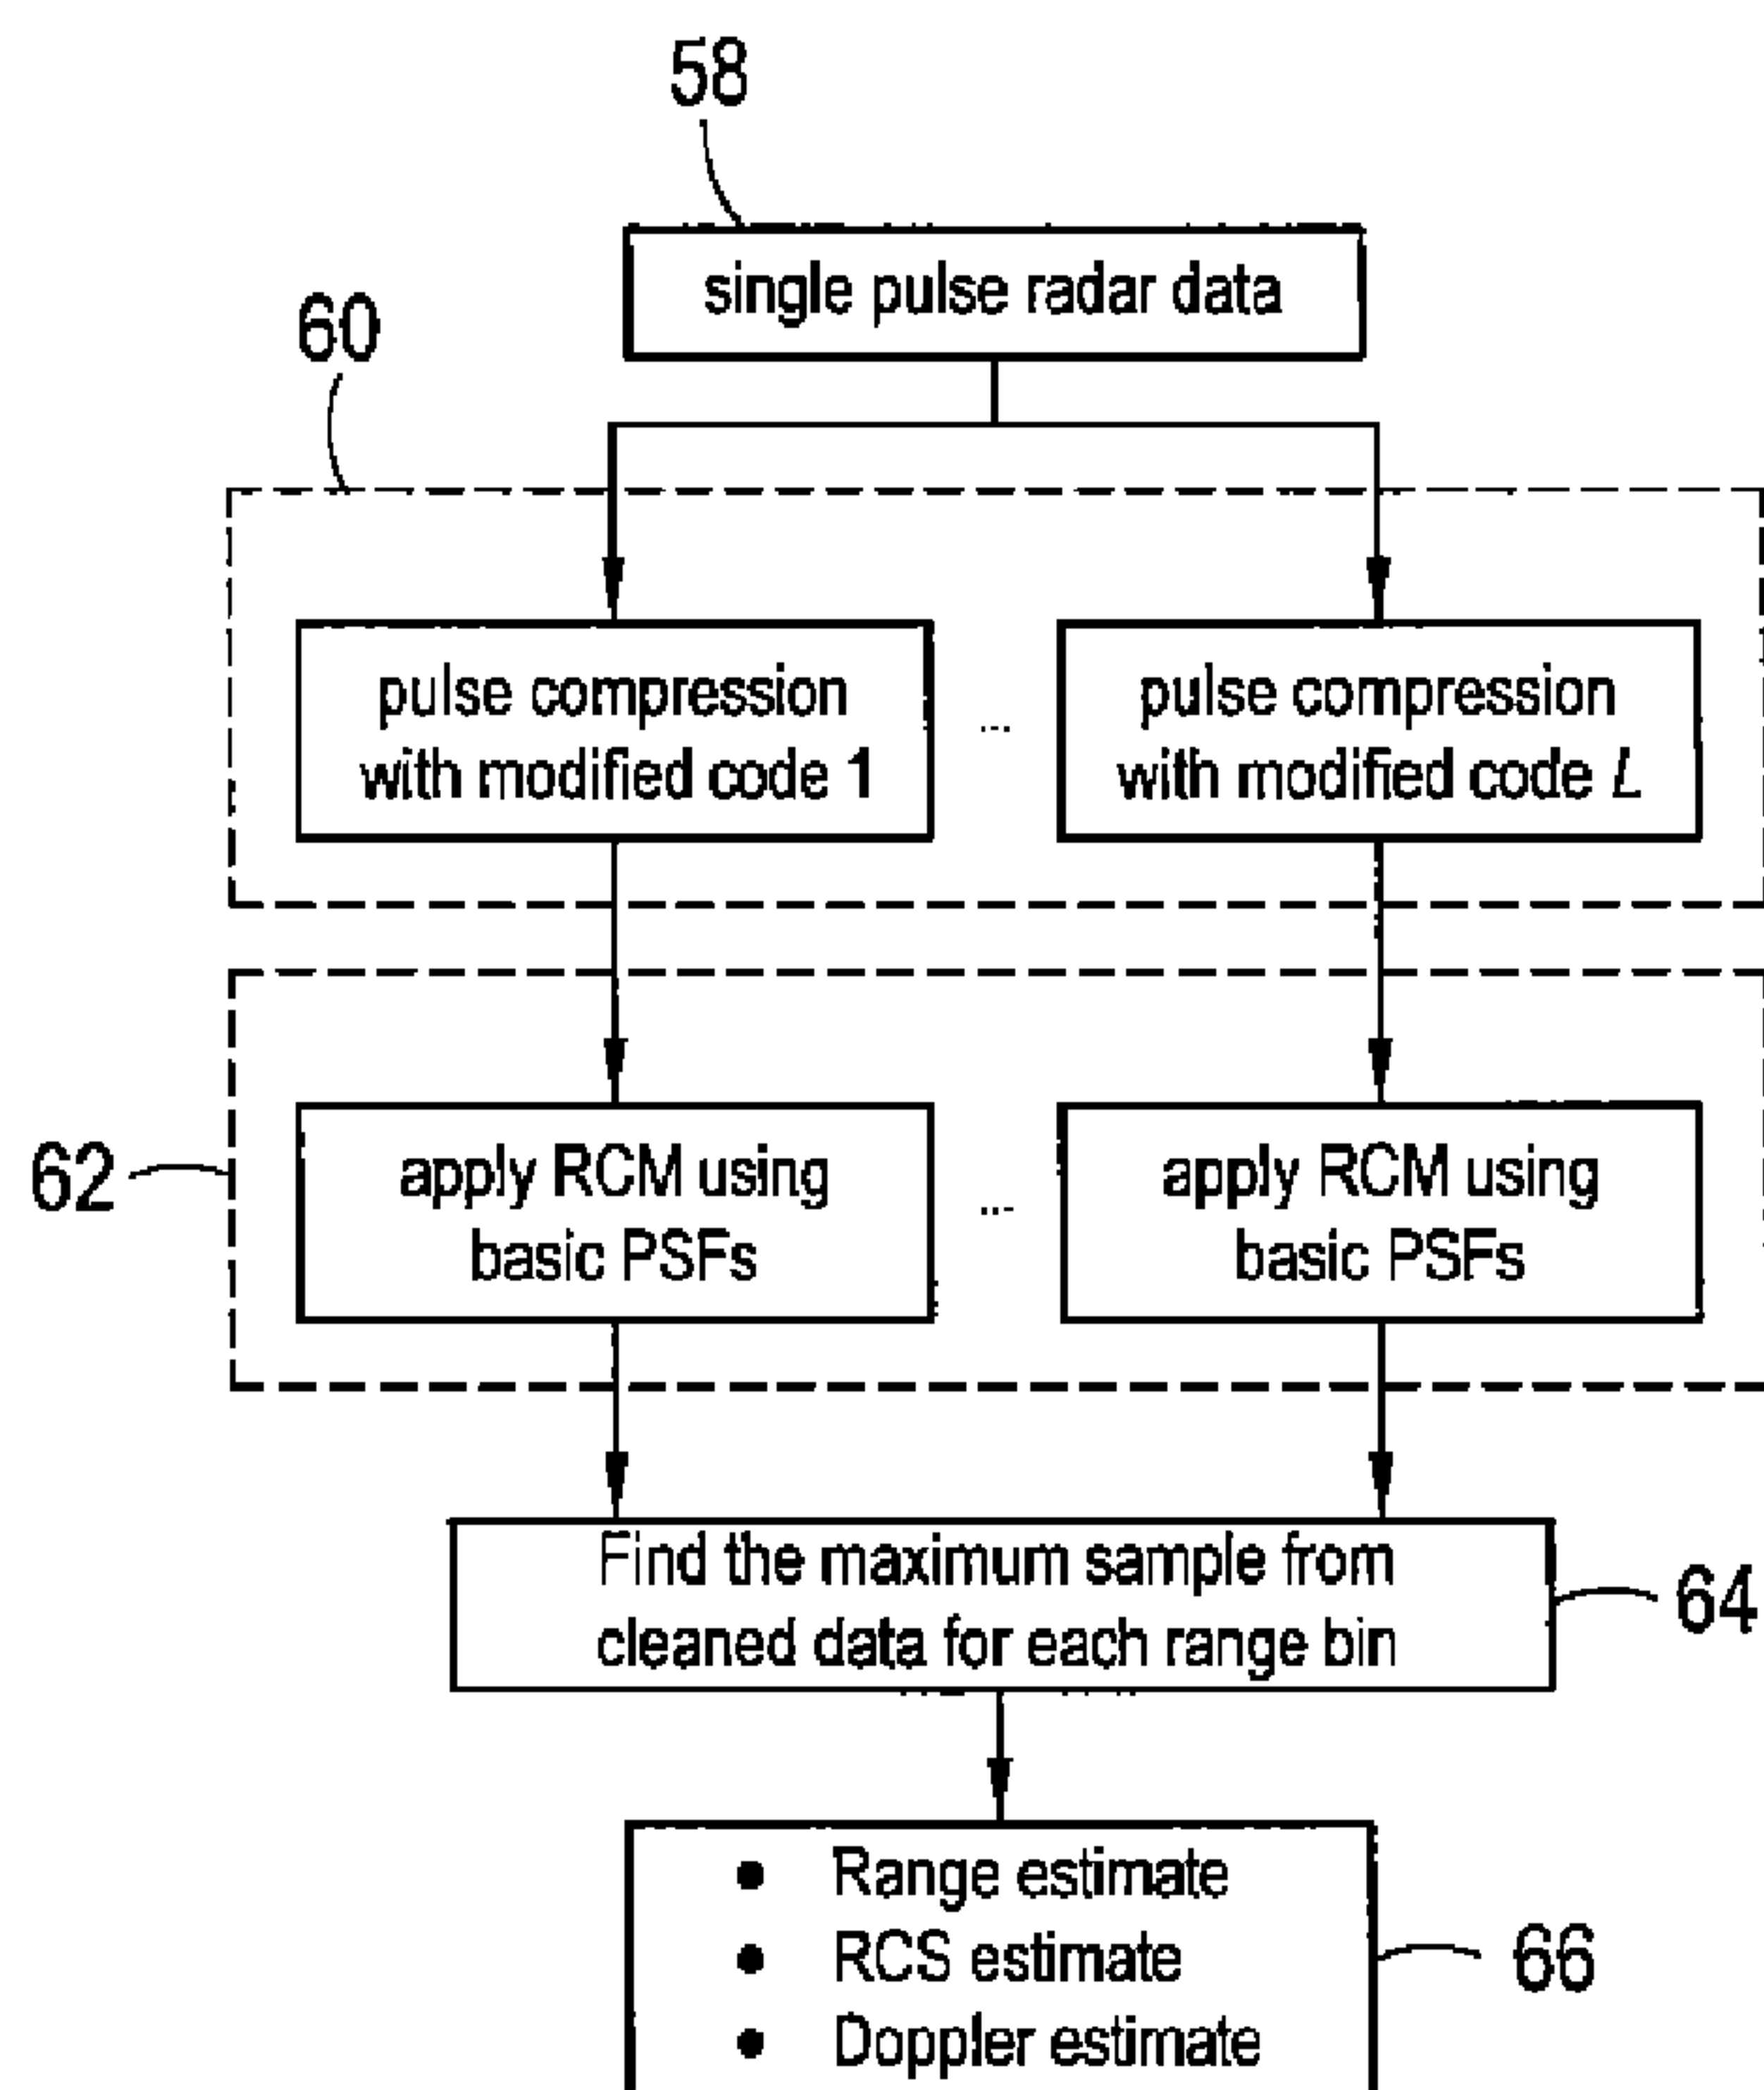 58
single pulse radar data
60
pulse compression
with modified code 1
...
pulse compression
with modified code L
62
apply RCM using
basic PSFs
...
apply RCM using
basic PSFs
Find the maximum sample from
cleaned data for each range bin
64
• Range estimate
• RCS estimate
• Doppler estimate
66